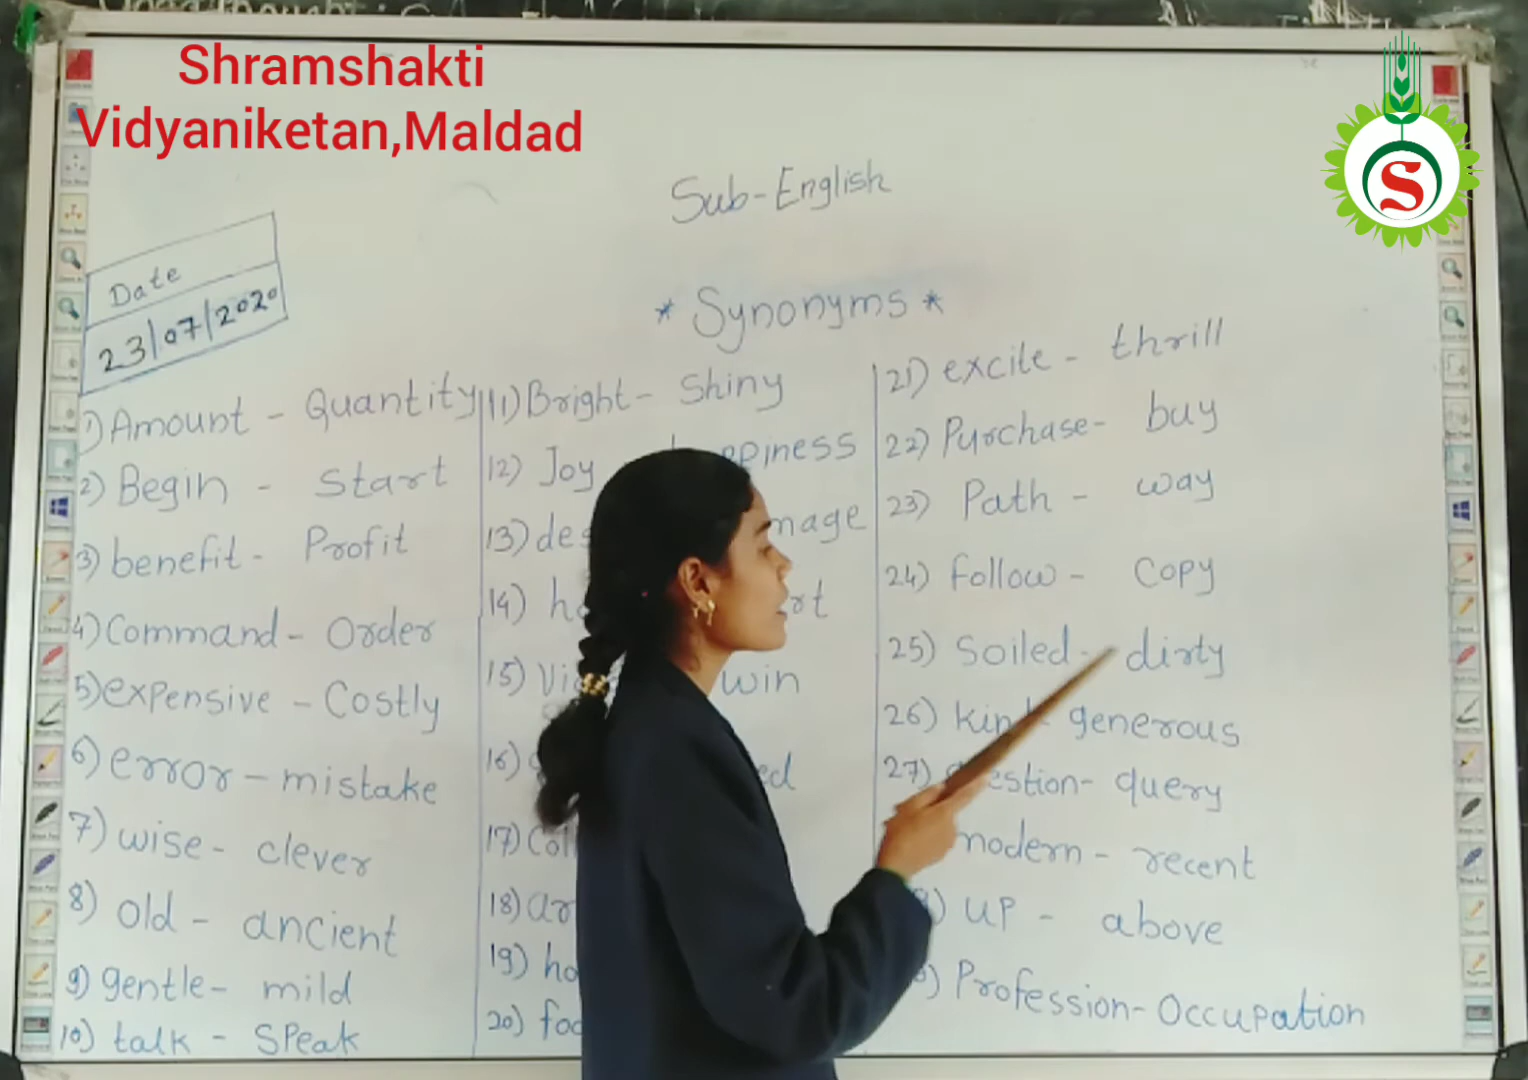 Shramshakti
Vidyaniketan,Maldad
S
Sub-English
Date
23/07/2020
* Synonyms *
1) Amount - Quantity
2) Begin - Start
3) benefit - Profit
4) Command - Order
5) expensive - Costly
6) error - mistake
7) wise - clever
8) old - ancient
9) gentle - mild
10) talk - Speak
11) Bright - Shiny
12) Joy
13)
14)
15) win
16)
17)
18)
19)
20)
21) excite - thrill
22) Purchase - buy
23) Path - way
24) follow - copy
25) Soiled - dirty
26) generous
27) query
modern - recent
UP - above
Profession - Occupation